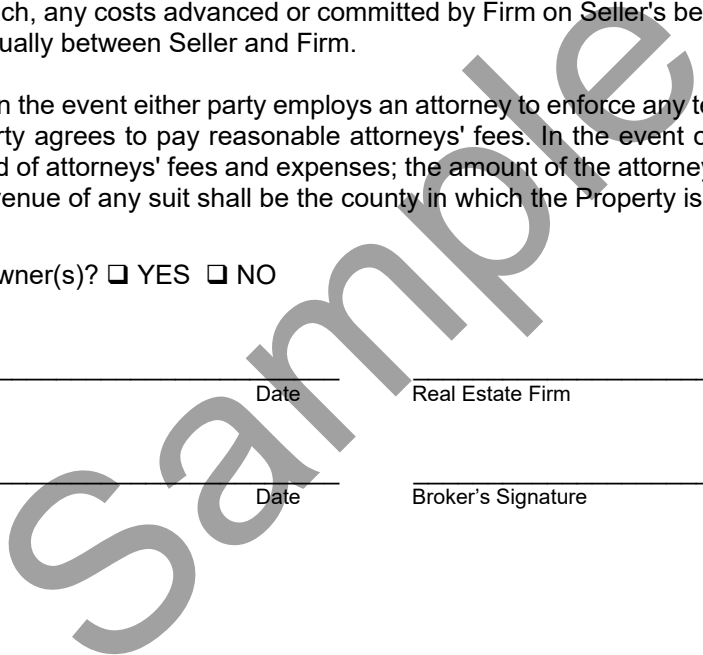 ch, any costs advanced or committed by Firm on Seller's be
ually between Seller and Firm.
n the event either party employs an attorney to enforce any te
rty agrees to pay reasonable attorneys' fees. In the event o
d of attorneys' fees and expenses; the amount of the attorney
venue of any suit shall be the county in which the Property is
wner(s)? ❑ YES ❑ NO
Date
Real Estate Firm
Date
Broker’s Signature
Sample